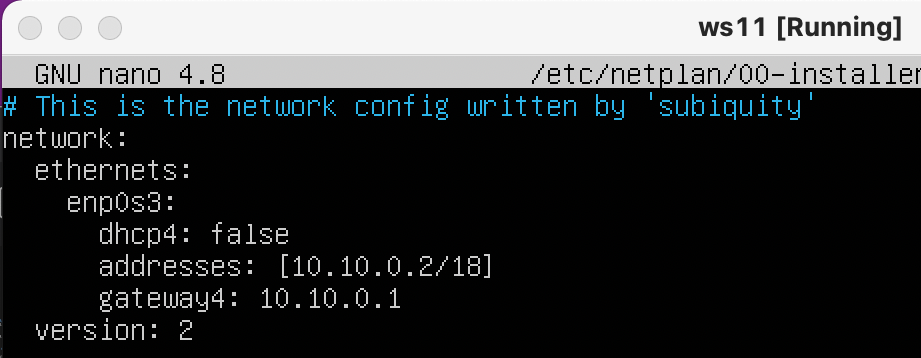 ws11 [Running]
GNU nano 4.8 /etc/netplan/00-installer
# This is the network config written by 'subiquity'
network:
  ethernets:
    enp0s3:
      dhcp4: false
      addresses: [10.10.0.2/18]
      gateway4: 10.10.0.1
  version: 2